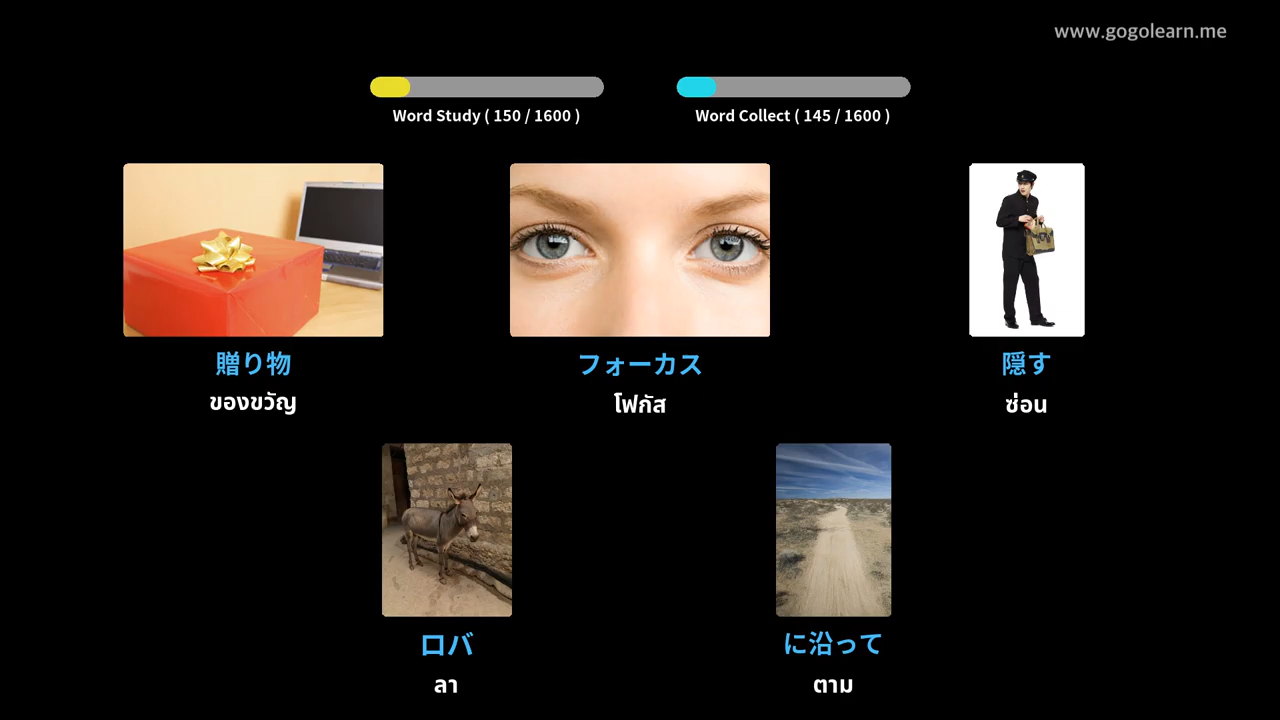 www.gogolearn.me
Word Study ( 150 / 1600 )
Word Collect ( 145 / 1600 )
贈り物
ของขวัญ
フォーカス
โฟกัส
隠す
ซ่อน
ロバ
ลา
に沿って
ตาม